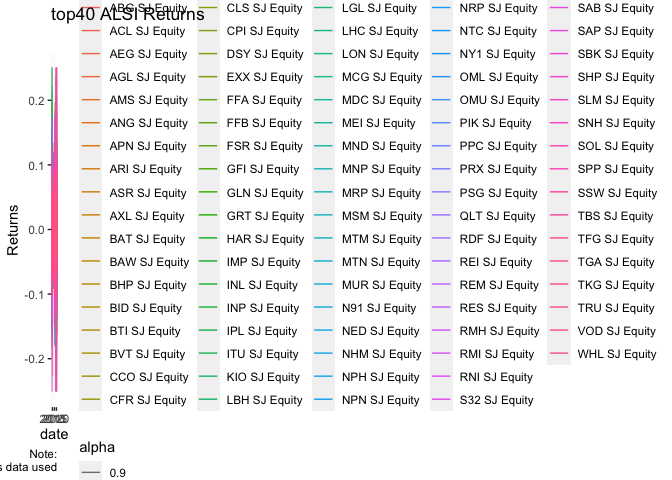 top40 ALSI Returns
Returns
0.2
0.1
0.0
-0.1
-0.2
date
Note:
s data used
ABG SJ Equity
ACL SJ Equity
AEG SJ Equity
AGL SJ Equity
AMS SJ Equity
ANG SJ Equity
APN SJ Equity
ARI SJ Equity
ASR SJ Equity
AXL SJ Equity
BAT SJ Equity
BAW SJ Equity
BHP SJ Equity
BID SJ Equity
BTI SJ Equity
BVT SJ Equity
CCO SJ Equity
CFR SJ Equity
CLS SJ Equity
CPI SJ Equity
DSY SJ Equity
EXX SJ Equity
FFA SJ Equity
FFB SJ Equity
FSR SJ Equity
GFI SJ Equity
GLN SJ Equity
GRT SJ Equity
HAR SJ Equity
IMP SJ Equity
INL SJ Equity
INP SJ Equity
IPL SJ Equity
ITU SJ Equity
KIO SJ Equity
LBH SJ Equity
LGL SJ Equity
LHC SJ Equity
LON SJ Equity
MCG SJ Equity
MDC SJ Equity
MEI SJ Equity
MND SJ Equity
MNP SJ Equity
MRP SJ Equity
MSM SJ Equity
MTM SJ Equity
MTN SJ Equity
MUR SJ Equity
N91 SJ Equity
NED SJ Equity
NHM SJ Equity
NPH SJ Equity
NPN SJ Equity
NRP SJ Equity
NTC SJ Equity
NY1 SJ Equity
OML SJ Equity
OMU SJ Equity
PIK SJ Equity
PPC SJ Equity
PRX SJ Equity
PSG SJ Equity
QLT SJ Equity
RDF SJ Equity
REI SJ Equity
REM SJ Equity
RES SJ Equity
RMH SJ Equity
RMI SJ Equity
RNI SJ Equity
S32 SJ Equity
SAB SJ Equity
SAP SJ Equity
SBK SJ Equity
SHP SJ Equity
SLM SJ Equity
SNH SJ Equity
SOL SJ Equity
SPP SJ Equity
SSW SJ Equity
TBS SJ Equity
TFG SJ Equity
TGA SJ Equity
TKG SJ Equity
TRU SJ Equity
VOD SJ Equity
WHL SJ Equity
alpha
0.9